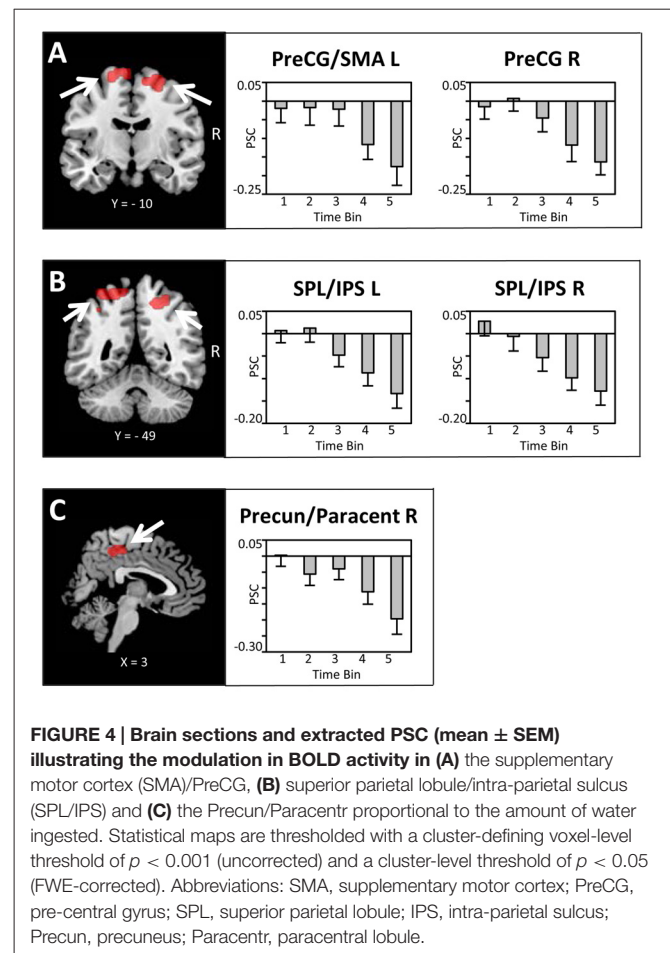 A
PreCG/SMA L
PreCG R
0.05
PSC
-0.25
1 2 3 4 5
Time Bin
0.05
PSC
-0.25
1 2 3 4 5
Time Bin
R
Y = - 10
B
SPL/IPS L
SPL/IPS R
0.05
PSC
-0.20
1 2 3 4 5
Time Bin
0.05
PSC
-0.20
1 2 3 4 5
Time Bin
R
Y = - 49
C
Precun/Paracent R
0.05
PSC
-0.30
1 2 3 4 5
Time Bin
X = 3
FIGURE 4 | Brain sections and extracted PSC (mean ± SEM)
illustrating the modulation in BOLD activity in (A) the supplementary
motor cortex (SMA)/PreCG, (B) superior parietal lobule/intra-parietal sulcus
(SPL/IPS) and (C) the Precun/Paracentr proportional to the amount of water
ingested. Statistical maps are thresholded with a cluster-defining voxel-level
threshold of p < 0.001 (uncorrected) and a cluster-level threshold of p < 0.05
(FWE-corrected). Abbreviations: SMA, supplementary motor cortex; PreCG,
pre-central gyrus; SPL, superior parietal lobule; IPS, intra-parietal sulcus;
Precun, precuneus; Paracentr, paracentral lobule.